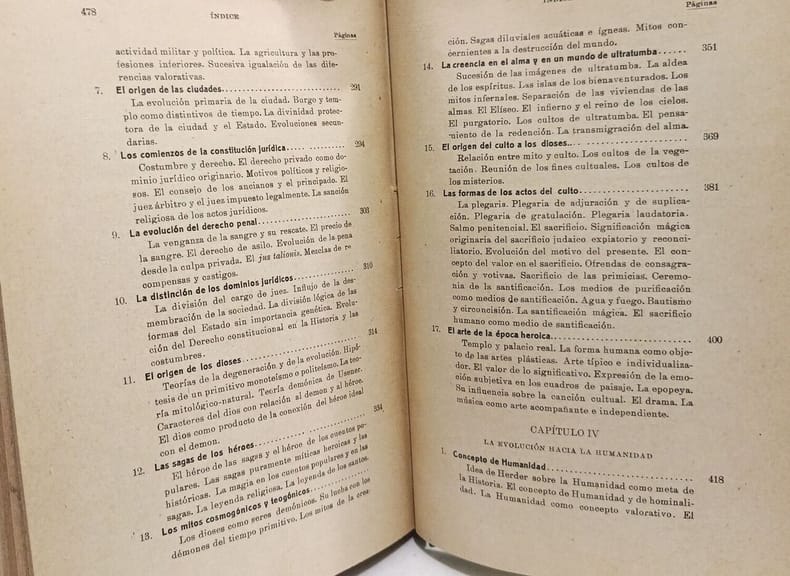 478
ÍNDICE
Páginas
actividad militar y política. La agricultura y las pro-
fesiones inferiores. Sucesiva igualación de las dife-
rencias valorativas.
7. El origen de las ciudades 291
La evolución primaria de la ciudad. Burgo y tem-
plo como distintivos de tiempo. La divinidad protec-
tora de la ciudad y el Estado. Evoluciones secun-
darias.
8. Los comienzos de la constitución jurídica 294
Costumbre y derecho. El derecho privado como do-
minio jurídico originario. Motivos políticos y religio-
sos. El consejo de los ancianos y el principado. El
juez árbitro y el juez impuesto legalmente. La sanción
religiosa de los actos jurídicos.
9. La evolución del derecho penal 303
La venganza de la sangre y su rescate. El precio de
la sangre. El derecho de asilo. Evolución de la pena
desde la culpa privada. El jus talionis. Mezclas de re
compensas y castigos.
10. La distinción de los dominios jurídicos 310
La división del cargo de juez. Influjo de la des-
membración de la sociedad. La división lógica de las
formas del Estado sin importancia genética. Evolu-
ción del Derecho constitucional en la Historia y las
costumbres.
11. El origen de los dioses 314
Teorías de la degeneración y de la evolución. Hipó-
tesis de un primitivo monoteísmo o politeísmo. La teo-
ría mitológico-natural. Teoría demónica de Usener.
Caracteres del dios con relación al demon y al héroe.
El dios como producto de la conexión del héroe ideal
con el demon.
12. Las sagas de los héroes 334
El héroe de las sagas y el héroe de los cuentos po-
pulares. Las sagas puramente míticas heroicas y las
históricas. La magia en los cuentos populares y en las
sagas. La leyenda religiosa. La leyenda de los santos.
13. Los mitos cosmogónicos y teogónicos
Los dioses como seres demónicos. Su lucha con los
démones del tiempo primitivo. Los mitos de la crea-
Páginas
ción. Sagas diluviales acuáticas e ígneas. Mitos con-
cernientes a la destrucción del mundo.
14. La creencia en el alma y en un mundo de ultratumba 351
Sucesión de las imágenes de ultratumba. La aldea
de los espíritus. Las islas de los bienaventurados. Los
mitos infernales. Separación de las viviendas de las
almas. El Elíseo. El infierno y el reino de los cielos.
El purgatorio. Los cultos de ultratumba. El pensa-
miento de la redención. La transmigración del alma.
15. El origen del culto a los dioses 369
Relación entre mito y culto. Los cultos de la vege-
tación. Reunión de los fines cultuales. Los cultos de
los misterios.
16. Las formas de los actos del culto 381
La plegaria. Plegaria de adjuración y de suplica-
ción. Plegaria de gratulación. Plegaria laudatoria.
Salmo penitencial. El sacrificio. Significación mágica
originaria del sacrificio judaico expiatorio y reconci-
liatorio. Evolución del motivo del presente. El con-
cepto del valor en el sacrificio. Ofrendas de consagra-
ción y votivas. Sacrificio de las primicias. Ceremo-
nia de la santificación. Los medios de purificación
como medios de santificación. Agua y fuego. Bautismo
y circuncisión. La santificación mágica. El sacrificio
humano como medio de santificación.
17. El arte de la época heroica 400
Templo y palacio real. La forma humana como obje-
to de las artes plásticas. Arte típico e individualiza-
dor. El valor de lo significativo. Expresión de la emo-
ción subjetiva en los cuadros de paisaje. La epopeya.
Su influencia sobre la canción cultual. El drama. La
música como arte acompañante e independiente.
CAPÍTULO IV
LA EVOLUCIÓN HACIA LA HUMANIDAD
1. Concepto de Humanidad 418
Idea de Herder sobre la Humanidad como meta de
la Historia. El concepto de Humanidad y de hominali-
dad. La Humanidad como concepto valorativo. El